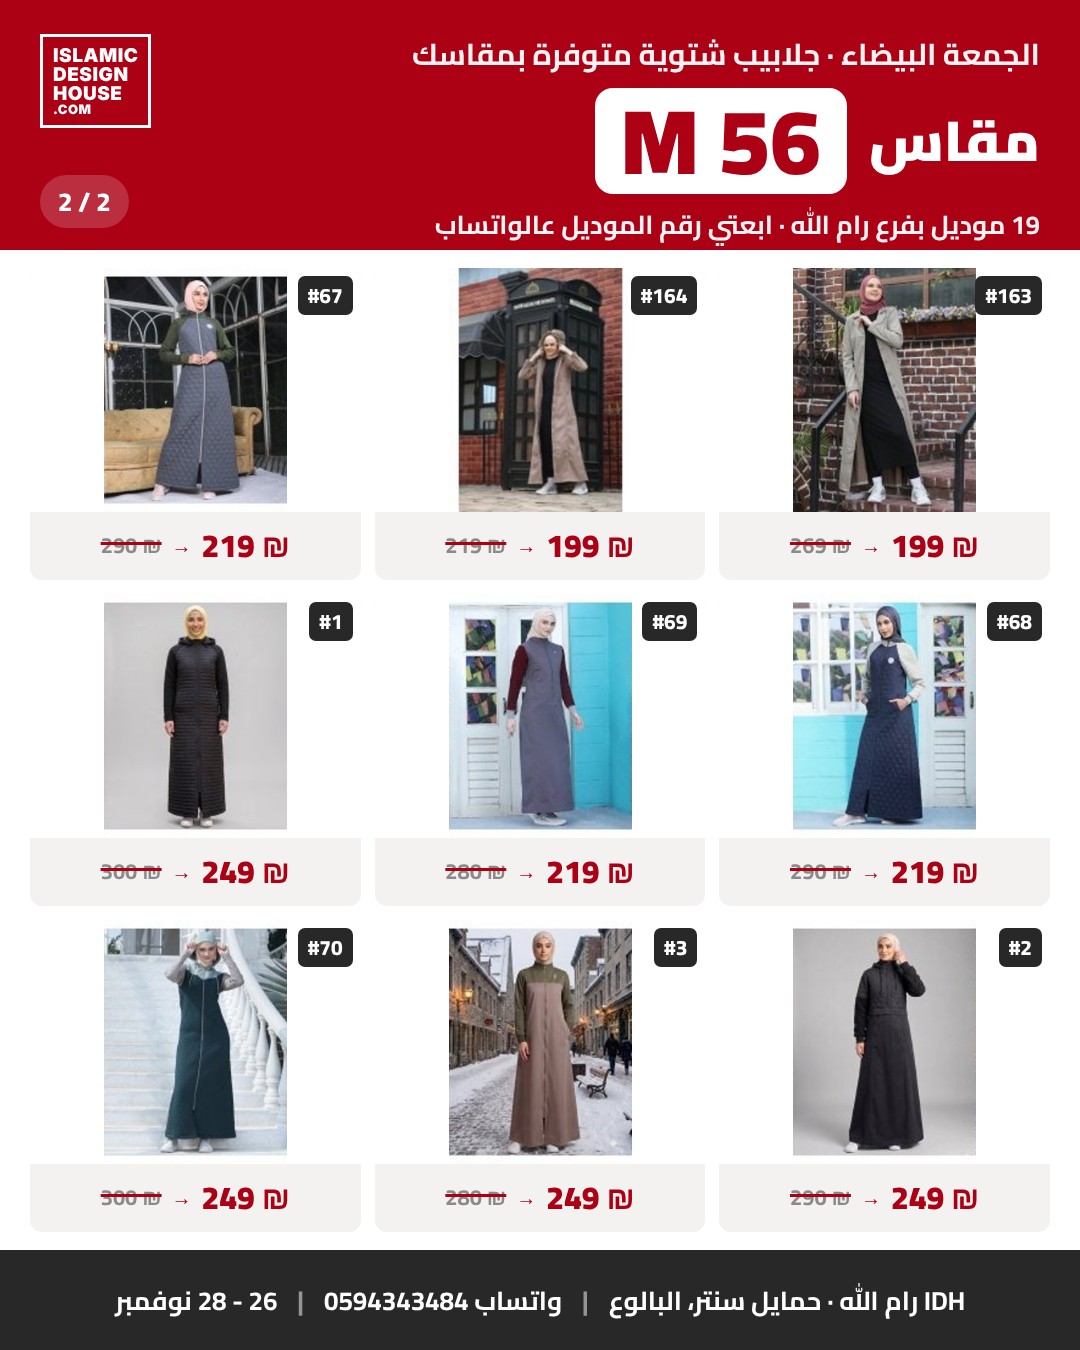 ISLAMIC
DESIGN
HOUSE
.COM
الجمعة البيضاء · جلابيب شتوية متوفرة بمقاسك
مقاس M 56
2 / 2
19 موديل بفرع رام الله · ابعتي رقم الموديل عالواتساب
#163
#164
#67
269 ₪ → 199 ₪
219 ₪ → 199 ₪
290 ₪ → 219 ₪
#68
#69
#1
290 ₪ → 219 ₪
280 ₪ → 219 ₪
300 ₪ → 249 ₪
#2
#3
#70
290 ₪ → 249 ₪
280 ₪ → 249 ₪
300 ₪ → 249 ₪
IDH رام الله · حمايل سنتر، البالوع | واتساب 0594343484 | 26 - 28 نوفمبر